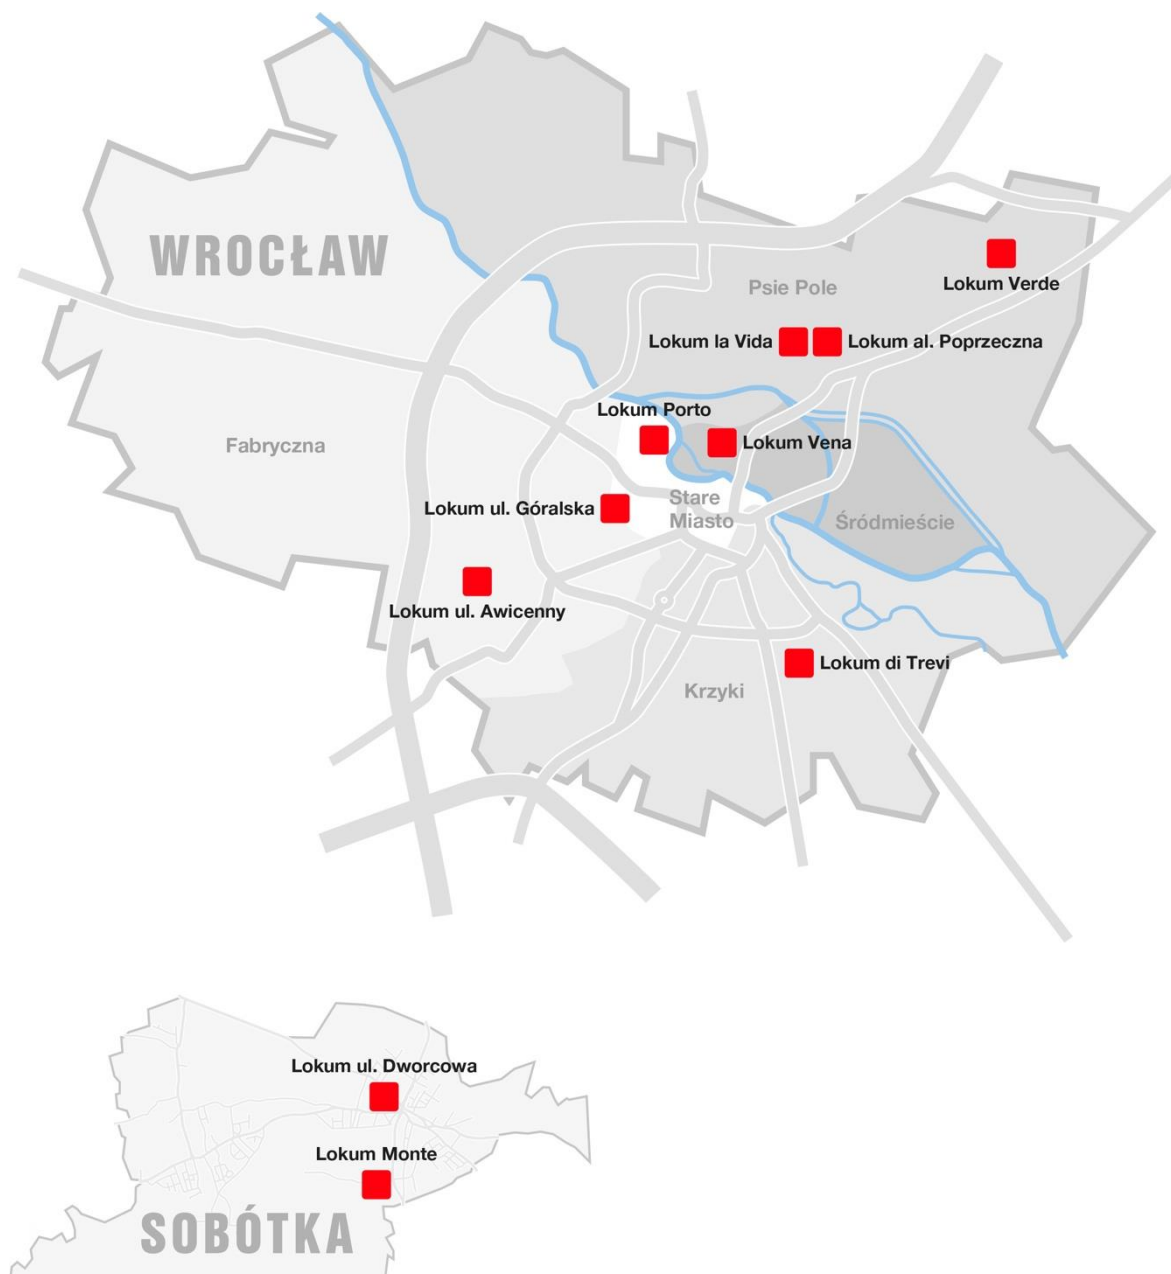 WROCŁAW
Lokum Verde
Psie Pole
Lokum la Vida
Lokum al. Poprzeczna
Lokum Porto
Fabryczna
Lokum Vena
Stare
Miasto
Lokum ul. Góralska
Śródmieście
Lokum ul. Awicenny
Lokum di Trevi
Krzyki
Lokum ul. Dworcowa
Lokum Monte
SOBÓTKA